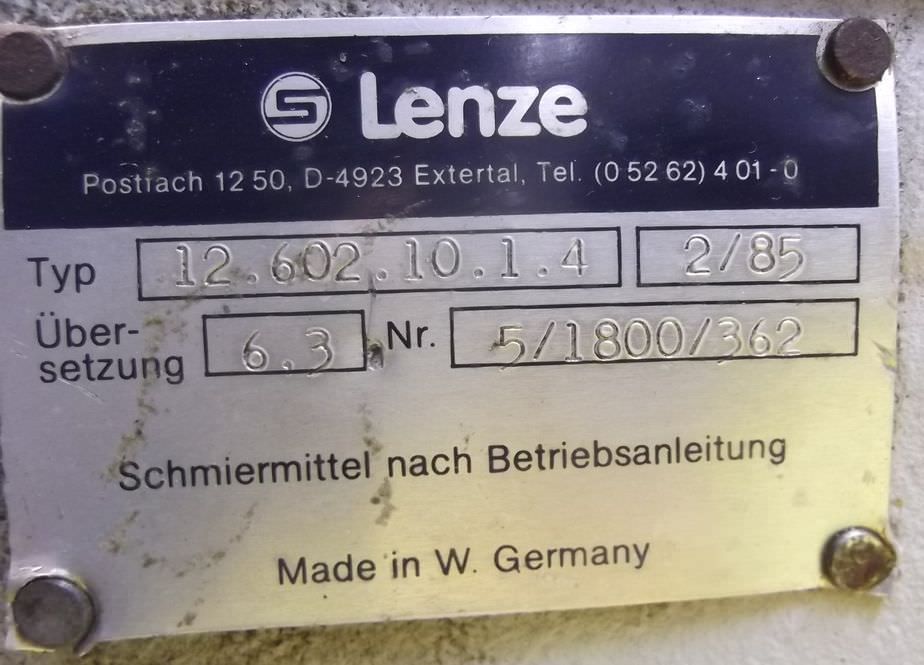 Lenze
Postfach 12 50, D-4923 Extertal, Tel. (0 52 62) 4 01 - 0
Typ 12.602.10.1.4 2/85
Über-
setzung 6.3 Nr. 5/1800/362
Schmiermittel nach Betriebsanleitung
Made in W. Germany